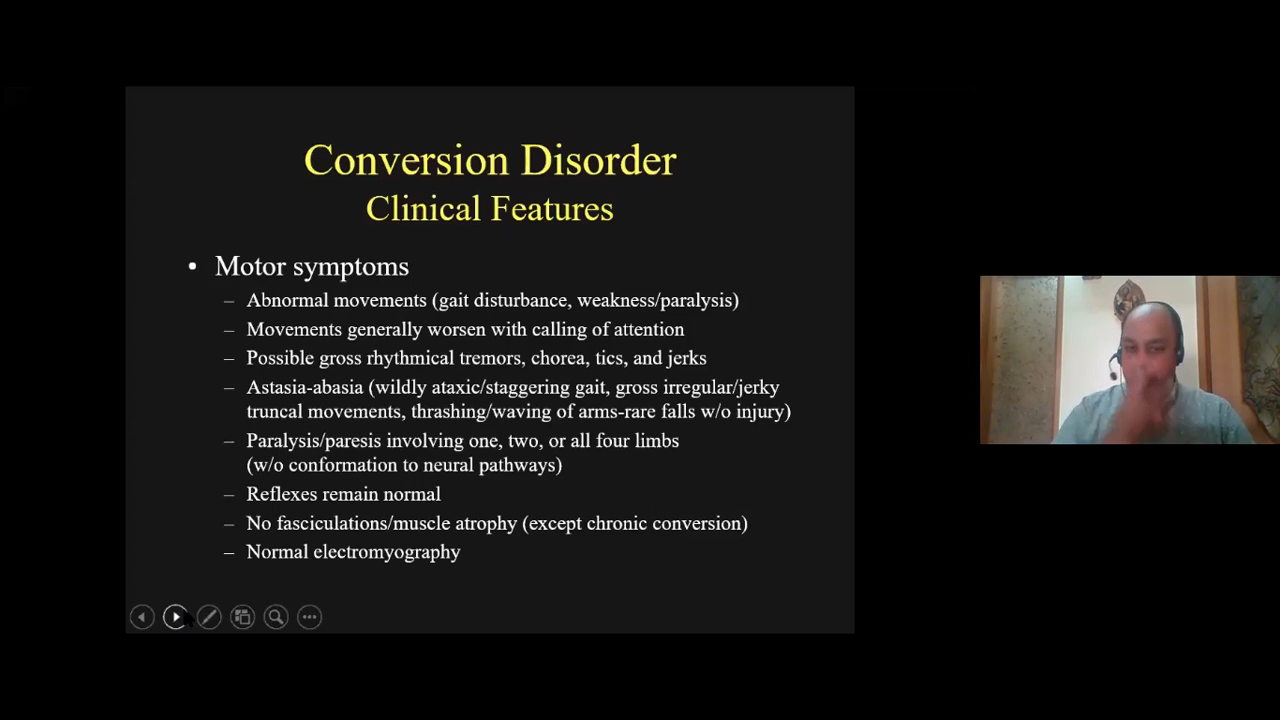 Conversion Disorder
Clinical Features
• Motor symptoms
– Abnormal movements (gait disturbance, weakness/paralysis)
– Movements generally worsen with calling of attention
– Possible gross rhythmical tremors, chorea, tics, and jerks
– Astasia-abasia (wildly ataxic/staggering gait, gross irregular/jerky
truncal movements, thrashing/waving of arms-rare falls w/o injury)
– Paralysis/paresis involving one, two, or all four limbs
(w/o conformation to neural pathways)
– Reflexes remain normal
– No fasciculations/muscle atrophy (except chronic conversion)
– Normal electromyography